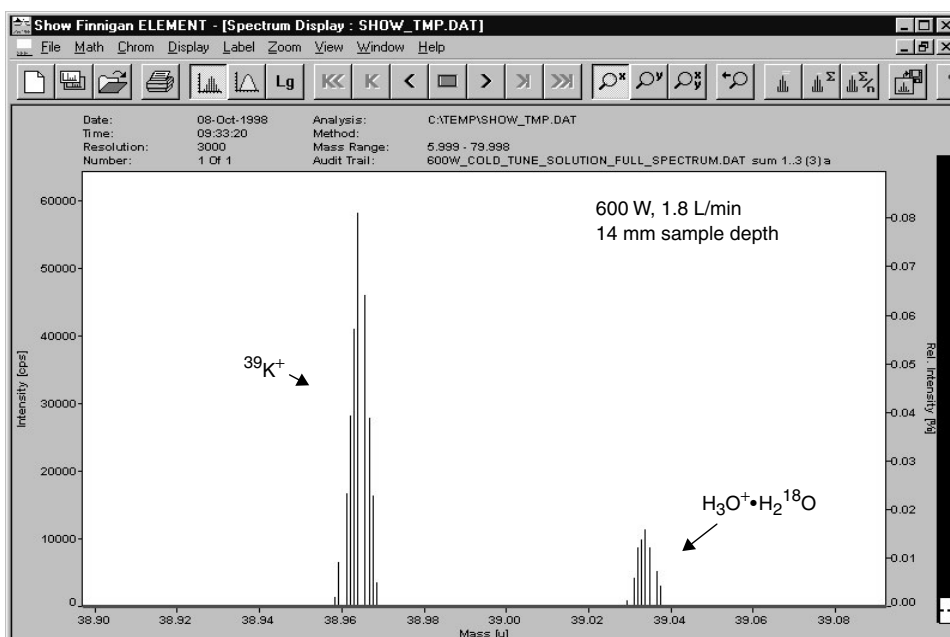 Show Finnigan ELEMENT - [Spectrum Display : SHOW_TMP.DAT]
File Math Chrom Display Label Zoom View Window Help
Lg K<< K < > >| >>| x y x y Σ Σ/n
Date: 08-Oct-1998 Analysis: C:\TEMP\SHOW_TMP.DAT
Time: 09:33:20 Method:
Resolution: 3000 Mass Range: 5.999 - 79.998
Number: 1 Of 1 Audit Trail: 600W_COLD_TUNE_SOLUTION_FULL_SPECTRUM.DAT sum 1..3 (3) a
600 W, 1.8 L/min
14 mm sample depth
60000
50000
40000
30000
20000
10000
0
Intensity [cps]
0.08
0.07
0.06
0.05
0.04
0.03
0.02
0.01
0.00
Rel. Intensity [%]
³⁹K⁺
H₃O⁺•H₂¹⁸O
38.90 38.92 38.94 38.96 38.98 39.00 39.02 39.04 39.06 39.08
Mass [u]